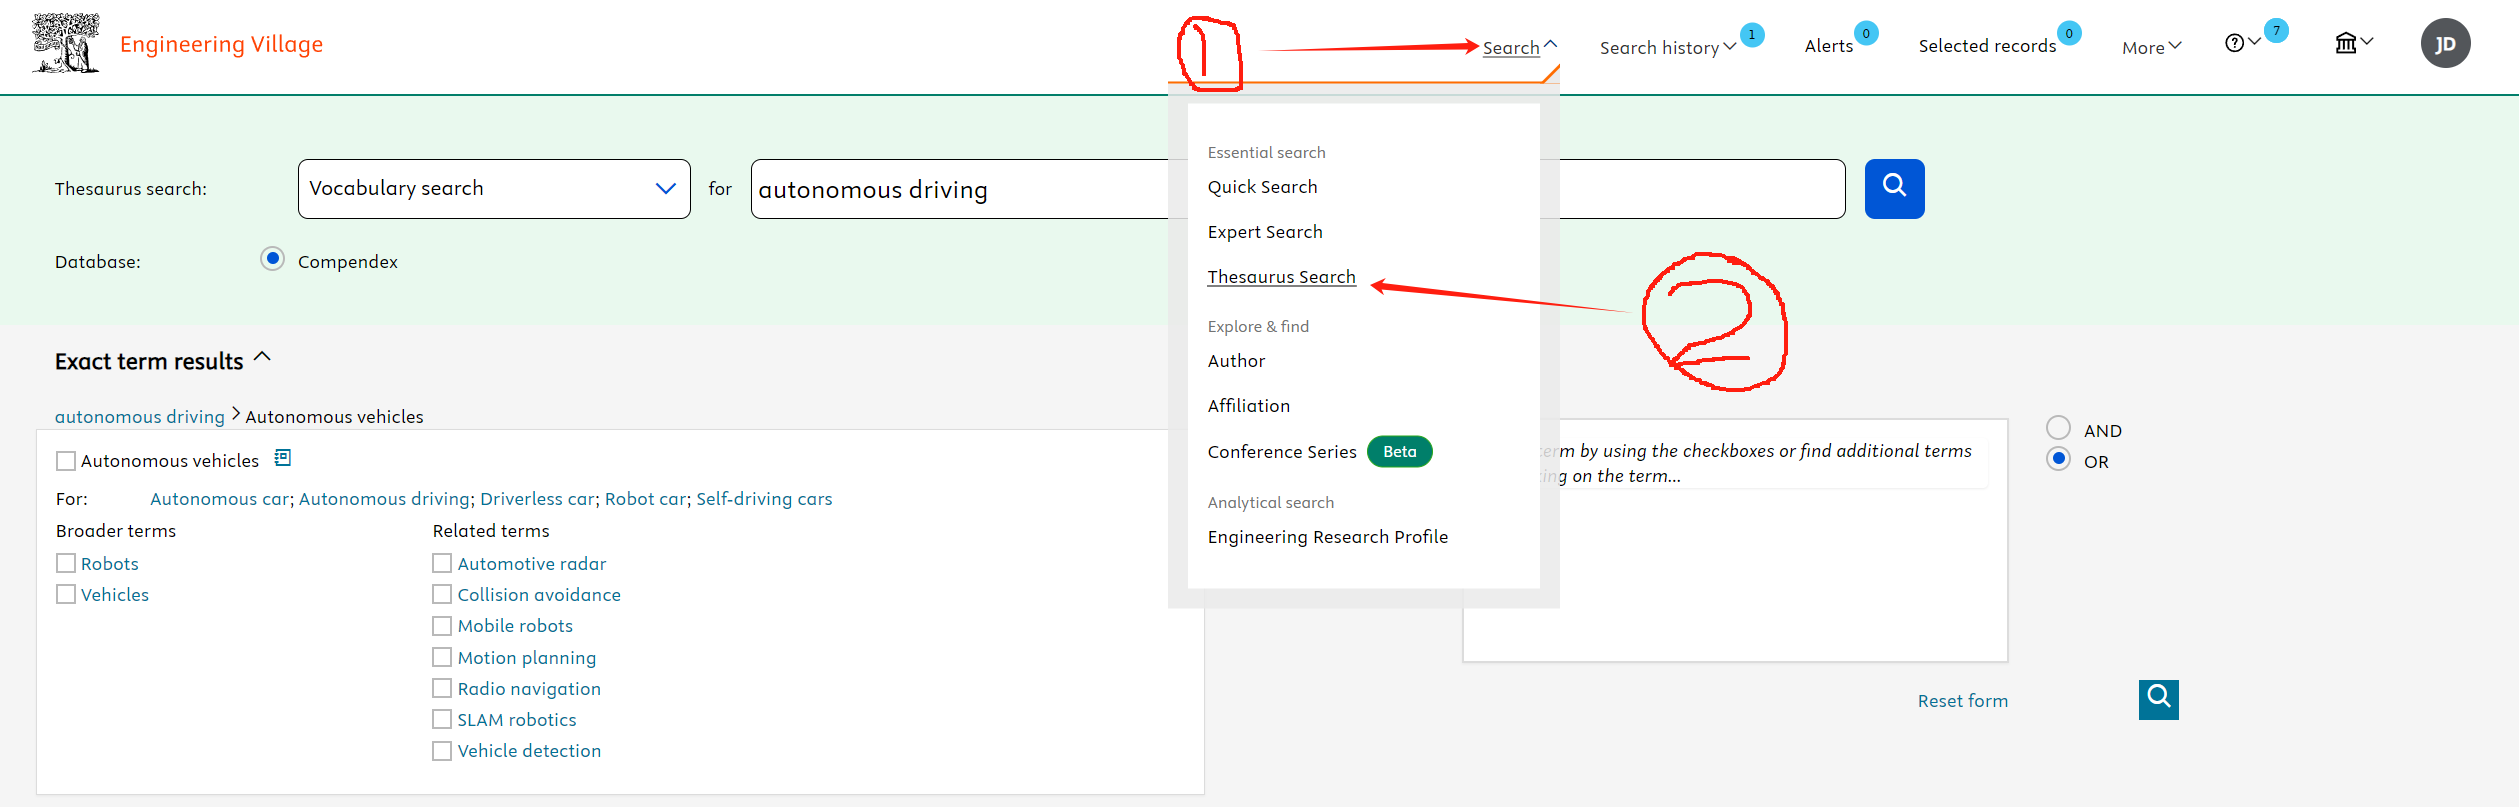 Engineering Village
1
Search
Search history 1
Alerts 0
Selected records 0
More
7
JD
Essential search
Quick Search
Expert Search
Thesaurus Search
2
Explore & find
Author
Affiliation
Conference Series Beta
Analytical search
Engineering Research Profile
Thesaurus search: Vocabulary search for autonomous driving
Database: Compendex
Exact term results
autonomous driving > Autonomous vehicles
Autonomous vehicles
For: Autonomous car; Autonomous driving; Driverless car; Robot car; Self-driving cars
Broader terms
Robots
Vehicles
Related terms
Automotive radar
Collision avoidance
Mobile robots
Motion planning
Radio navigation
SLAM robotics
Vehicle detection
by using the checkboxes or find additional terms
on the term...
AND
OR
Reset form